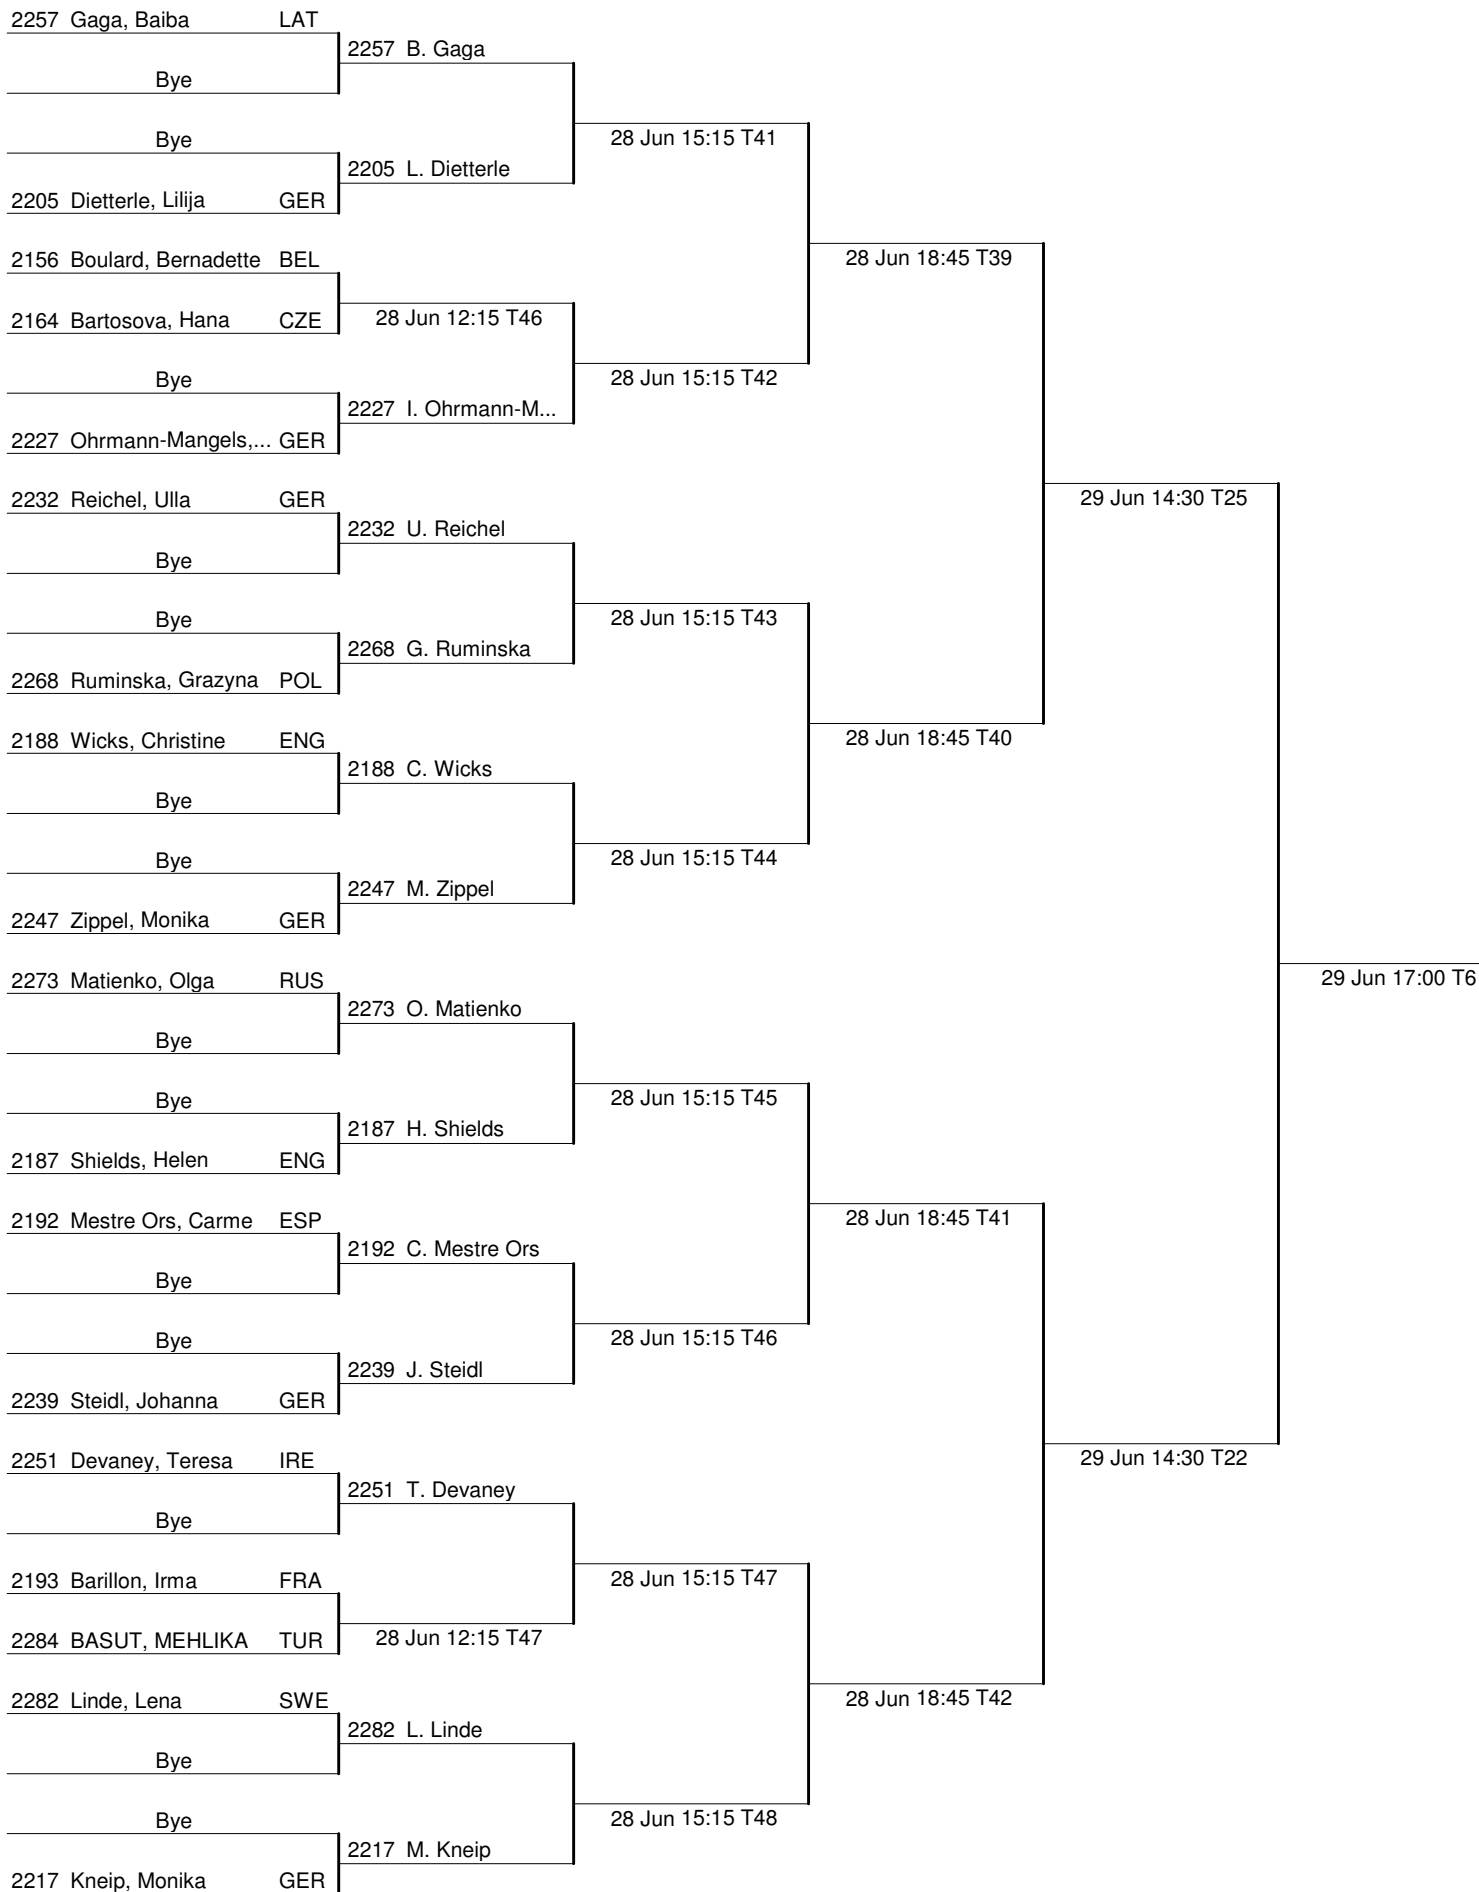 2257 Gaga, Baiba LAT
2257 B. Gaga
Bye
28 Jun 15:15 T41
Bye
2205 L. Dietterle
2205 Dietterle, Lilija GER
28 Jun 18:45 T39
2156 Boulard, Bernadette BEL
28 Jun 12:15 T46
2164 Bartosova, Hana CZE
28 Jun 15:15 T42
Bye
2227 I. Ohrmann-M...
2227 Ohrmann-Mangels,... GER
29 Jun 14:30 T25
2232 Reichel, Ulla GER
2232 U. Reichel
Bye
28 Jun 15:15 T43
Bye
2268 G. Ruminska
2268 Ruminska, Grazyna POL
28 Jun 18:45 T40
2188 Wicks, Christine ENG
2188 C. Wicks
Bye
28 Jun 15:15 T44
Bye
2247 M. Zippel
2247 Zippel, Monika GER
29 Jun 17:00 T6
2273 Matienko, Olga RUS
2273 O. Matienko
Bye
28 Jun 15:15 T45
Bye
2187 H. Shields
2187 Shields, Helen ENG
28 Jun 18:45 T41
2192 Mestre Ors, Carme ESP
2192 C. Mestre Ors
Bye
28 Jun 15:15 T46
Bye
2239 J. Steidl
2239 Steidl, Johanna GER
29 Jun 14:30 T22
2251 Devaney, Teresa IRE
2251 T. Devaney
Bye
28 Jun 15:15 T47
2193 Barillon, Irma FRA
28 Jun 12:15 T47
2284 BASUT, MEHLIKA TUR
28 Jun 18:45 T42
2282 Linde, Lena SWE
2282 L. Linde
Bye
28 Jun 15:15 T48
Bye
2217 M. Kneip
2217 Kneip, Monika GER